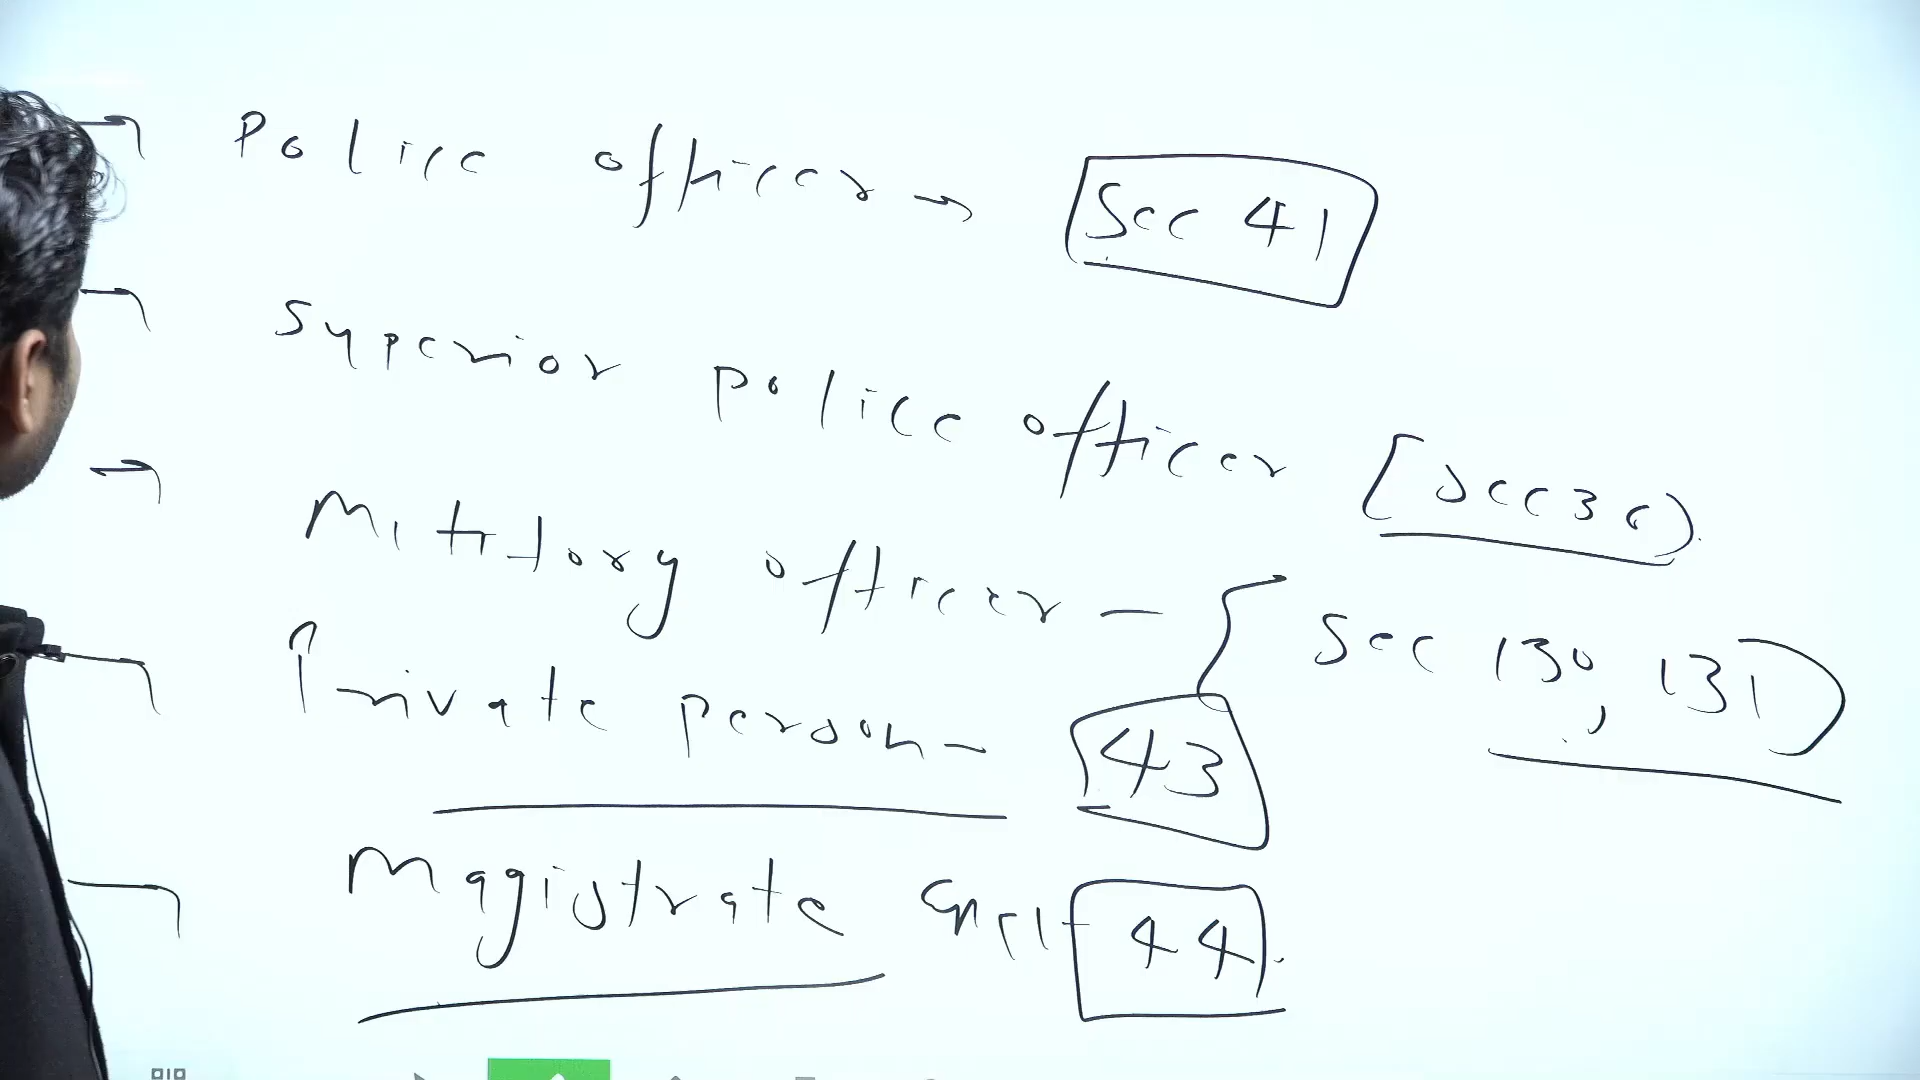 Police officer → Sec 41
Superior police officer [Sec 36)
Military officer - Sec 130, 131)
Private person - 43
Magistrate 44.